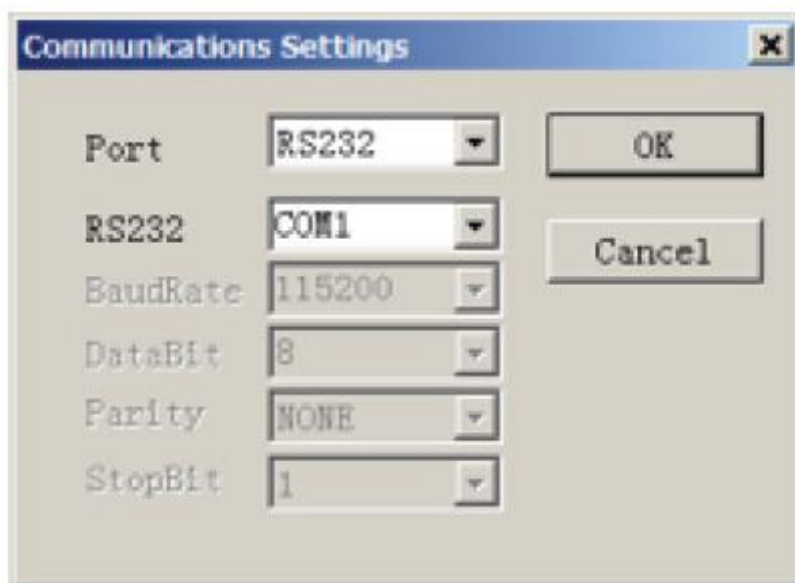 Communications Settings
Port RS232 OK
RS232 COM1
Cancel
BaudRate 115200
DataBit 8
Parity NONE
StopBit 1